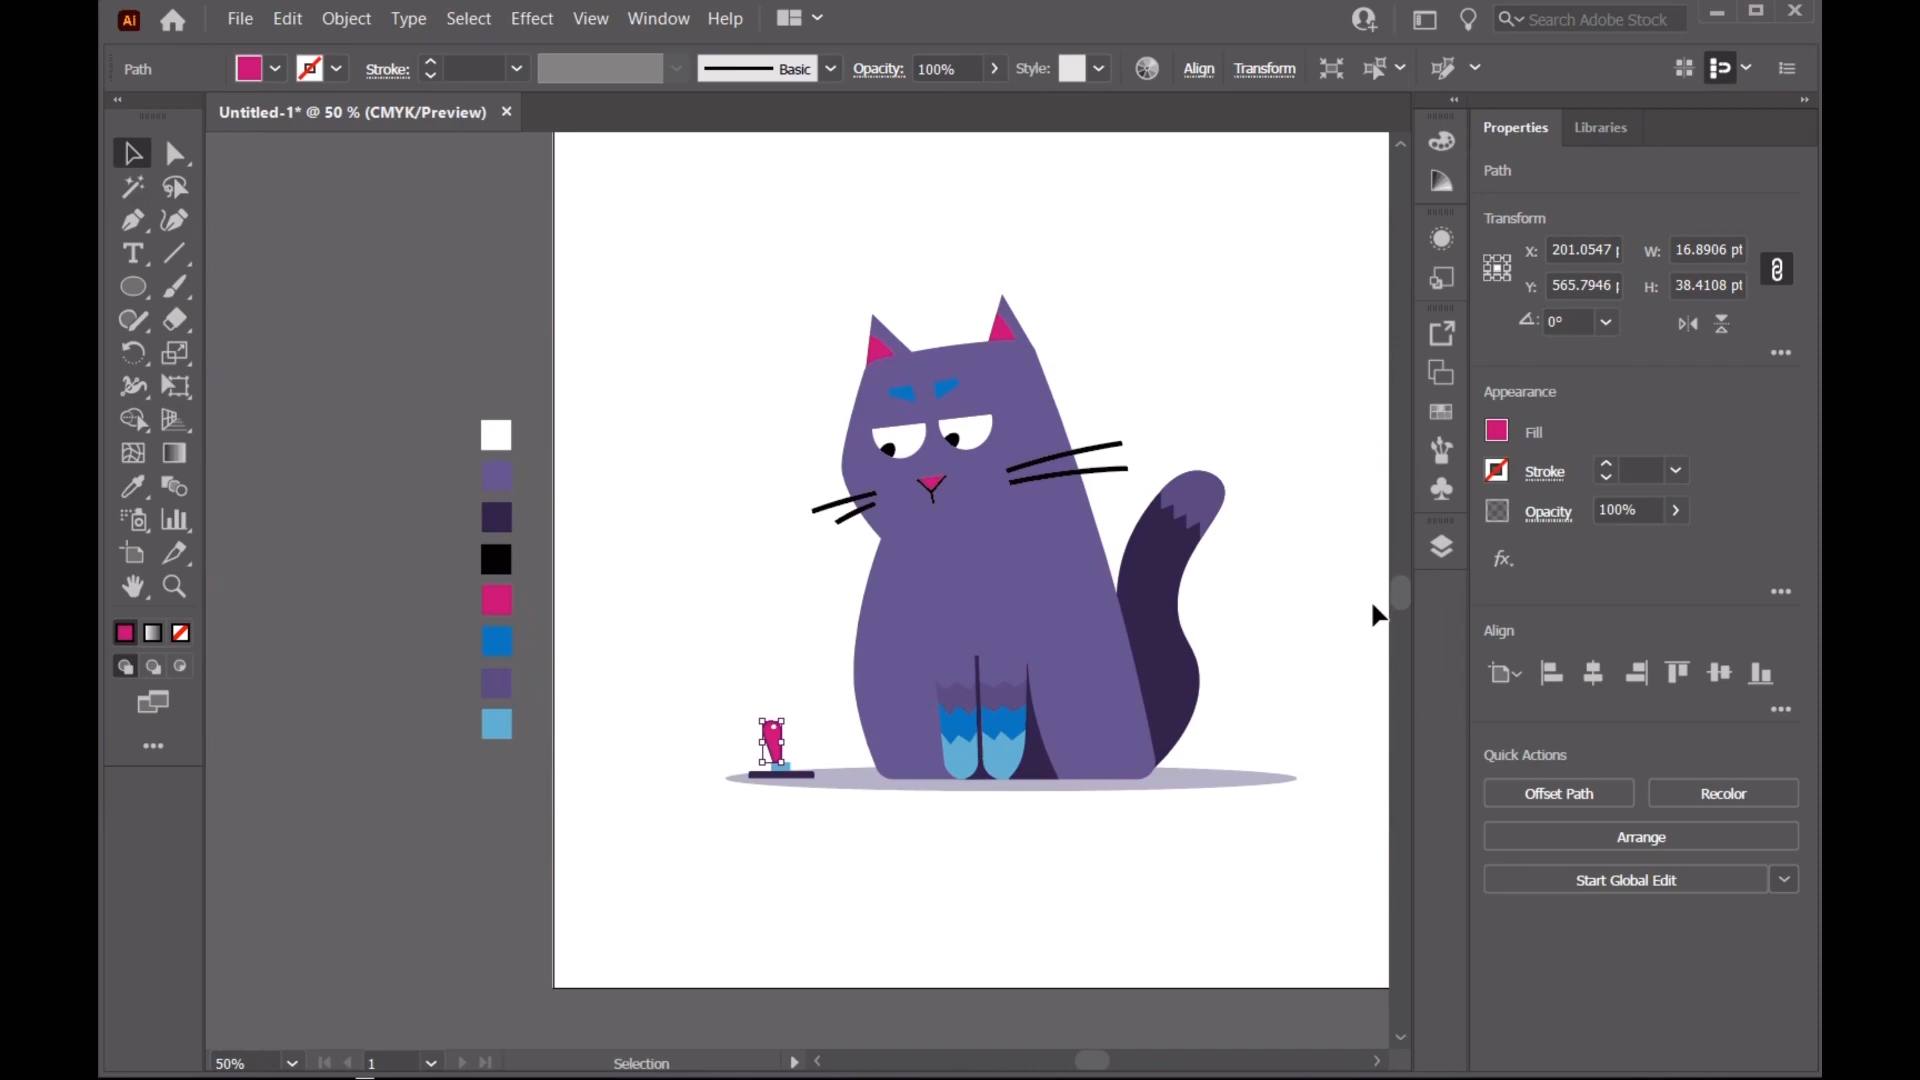 Ai File Edit Object Type Select Effect View Window Help Search Adobe Stock
Path Stroke: Basic Opacity: 100% Style: Align Transform
Untitled-1* @ 50 % (CMYK/Preview)
Properties Libraries
Path
Transform
X: 201.0547 p W: 16.8906 pt
Y: 565.7946 p H: 38.4108 pt
0°
Appearance
Fill
Stroke
Opacity 100%
fx.
Align
Quick Actions
Offset Path Recolor
Arrange
Start Global Edit
50% 1 Selection